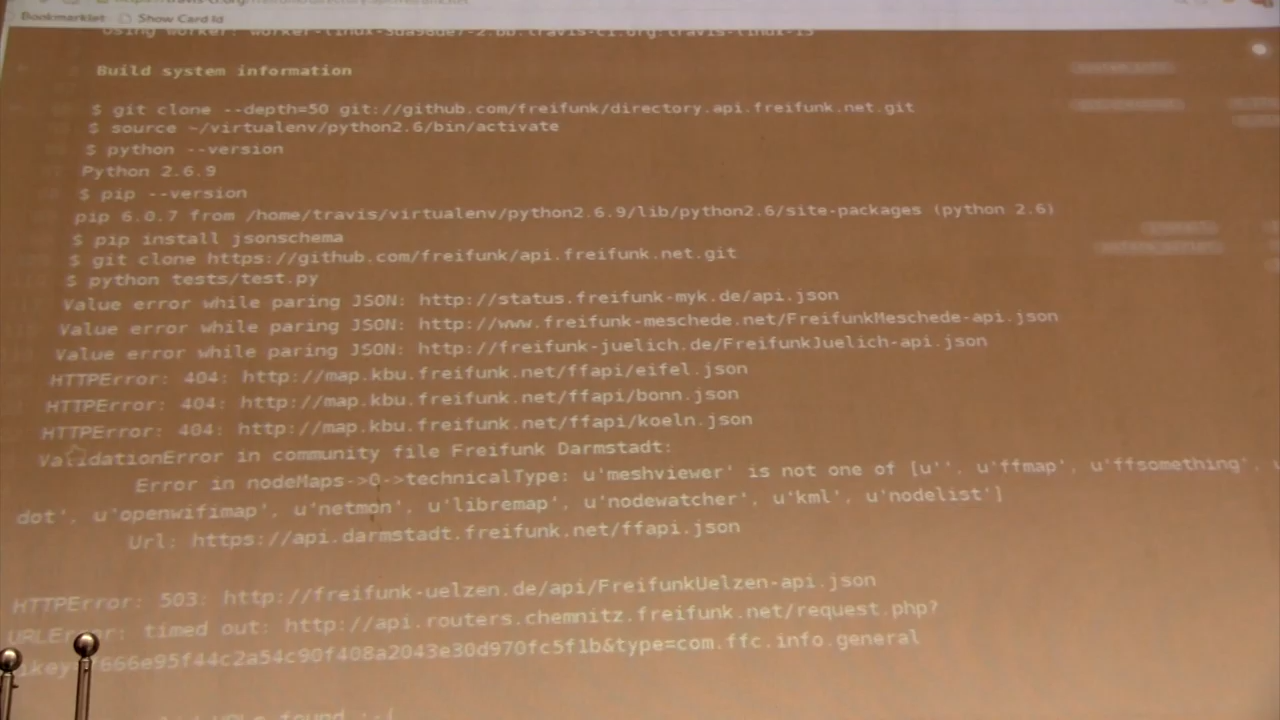 Bookmarklet Show Card Id
Using worker: worker-linux-
Build system information
$ git clone --depth=50 git://github.com/freifunk/directory.api.freifunk.net.git
$ source ~/virtualenv/python2.6/bin/activate
$ python --version
Python 2.6.9
$ pip --version
pip 6.0.7 from /home/travis/virtualenv/python2.6.9/lib/python2.6/site-packages (python 2.6)
$ pip install jsonschema
$ git clone https://github.com/freifunk/api.freifunk.net.git
$ python tests/test.py
Value error while paring JSON: http://status.freifunk-myk.de/api.json
Value error while paring JSON: http://www.freifunk-meschede.net/FreifunkMeschede-api.json
Value error while paring JSON: http://freifunk-juelich.de/FreifunkJuelich-api.json
HTTPError: 404: http://map.kbu.freifunk.net/ffapi/eifel.json
HTTPError: 404: http://map.kbu.freifunk.net/ffapi/bonn.json
HTTPError: 404: http://map.kbu.freifunk.net/ffapi/koeln.json
ValidationError in community file Freifunk Darmstadt:
Error in nodeMaps->0->technicalType: u'meshviewer' is not one of [u'', u'ffmap', u'ffsomething',
dot', u'openwifimap', u'netmon', u'libremap', u'nodewatcher', u'kml', u'nodelist']
Url: https://api.darmstadt.freifunk.net/ffapi.json
HTTPError: 503: http://freifunk-uelzen.de/api/FreifunkUelzen-api.json
URLError: timed out: http://api.routers.chemnitz.freifunk.net/request.php?
666e95f44c2a54c90f408a2043e30d970fc5f1b&type=com.ffc.info.general
found :-(